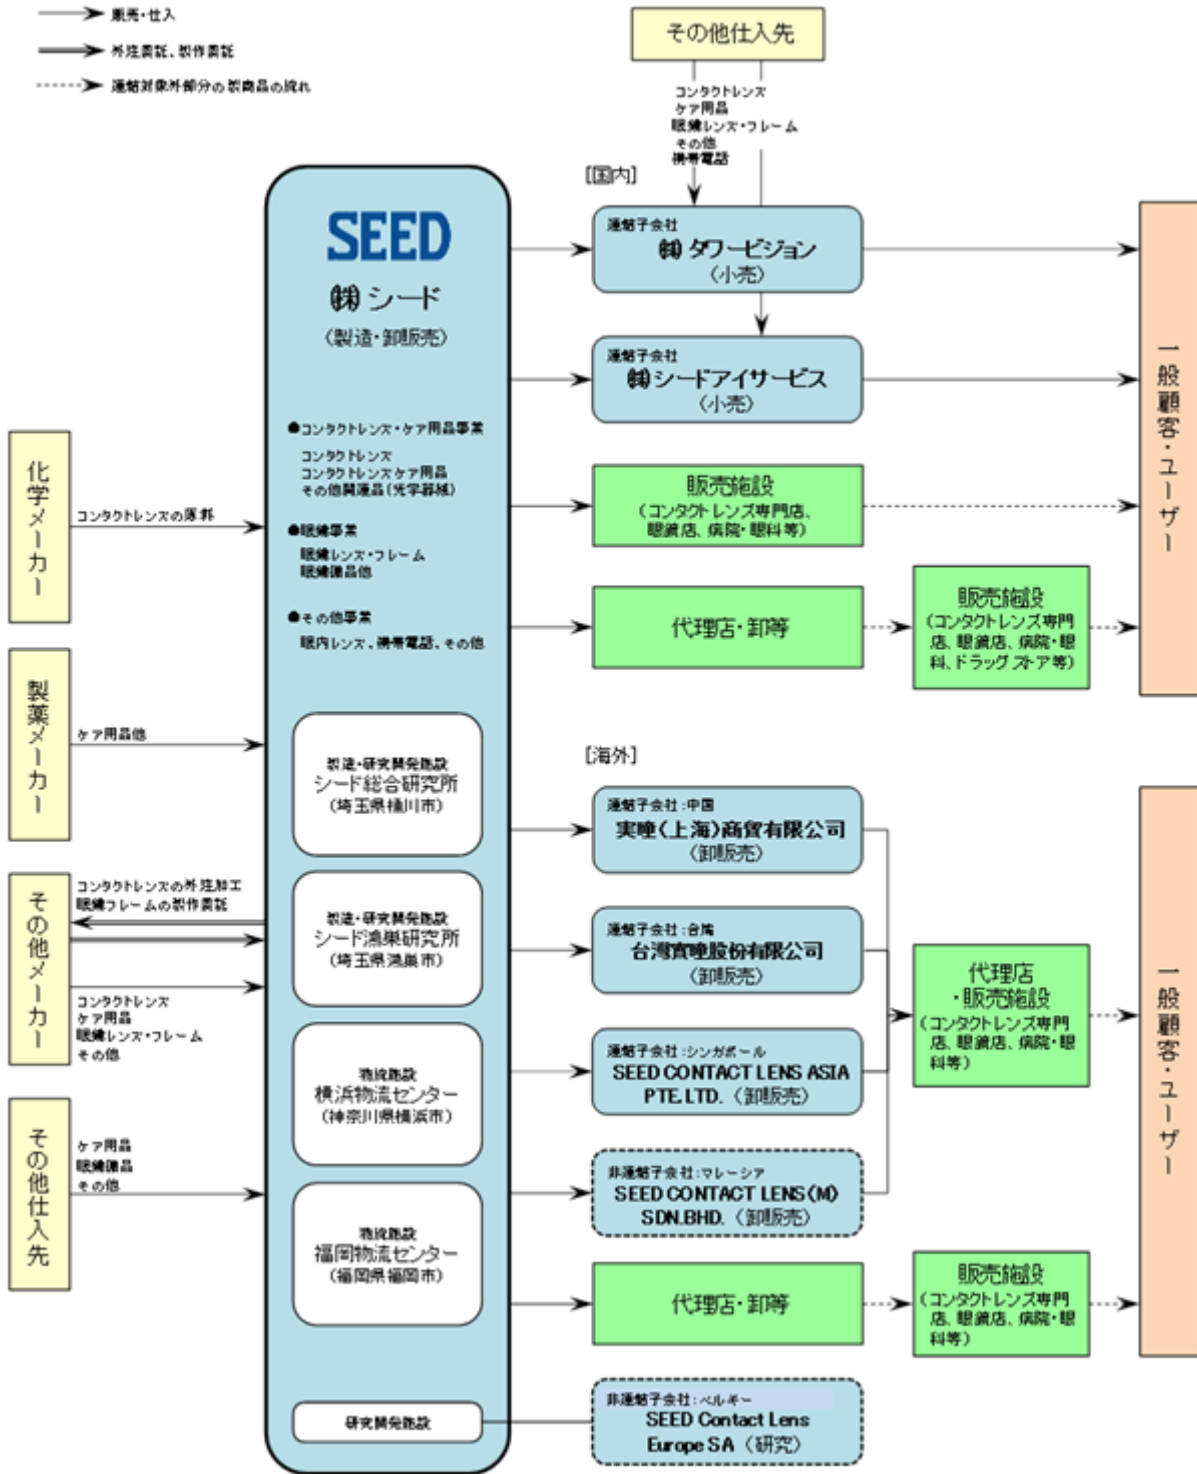 販売・仕入
外注委託、製作委託
連結対象外部分の製商品の流れ
その他仕入先
コンタクトレンズ
ケア用品
眼鏡レンズ・フレーム
その他
携帯電話
[国内]
SEED
㈱シード
〈製造・卸販売〉
●コンタクトレンズ・ケア用品事業
コンタクトレンズ
コンタクトレンズケア用品
その他関連品(光学器械)
●眼鏡事業
眼鏡レンズ・フレーム
眼鏡備品他
●その他事業
眼内レンズ、携帯電話、その他
製造・研究開発施設
シード総合研究所
(埼玉県桶川市)
製造・研究開発施設
シード鴻巣研究所
(埼玉県鴻巣市)
物流施設
横浜物流センター
(神奈川県横浜市)
物流施設
福岡物流センター
(福岡県福岡市)
研究開発施設
化学メーカー
コンタクトレンズの原料
製薬メーカー
ケア用品他
その他メーカー
コンタクトレンズの外注加工
眼鏡フレームの製作委託
コンタクトレンズ
ケア用品
眼鏡レンズ・フレーム
その他
その他仕入先
ケア用品
眼鏡備品
その他
連結子会社
㈱タワービジョン
〈小売〉
連結子会社
㈱シードアイサービス
〈小売〉
販売施設
(コンタクトレンズ専門店、
眼鏡店、病院・眼科等)
代理店・卸等
販売施設
(コンタクトレンズ専門
店、眼鏡店、病院・眼
科、ドラッグストア等)
一般顧客・ユーザー
[海外]
連結子会社:中国
実瞳(上海)商貿有限公司
〈卸販売〉
連結子会社:台湾
台湾實瞳股份有限公司
〈卸販売〉
連結子会社:シンガポール
SEED CONTACT LENS ASIA
PTE.LTD.〈卸販売〉
非連結子会社:マレーシア
SEED CONTACT LENS(M)
SDN.BHD.〈卸販売〉
代理店
・販売施設
(コンタクトレンズ専門
店、眼鏡店、病院・眼
科等)
代理店・卸等
販売施設
(コンタクトレンズ専門
店、眼鏡店、病院・眼
科等)
一般顧客・ユーザー
非連結子会社:ベルギー
SEED Contact Lens
Europe SA〈研究〉